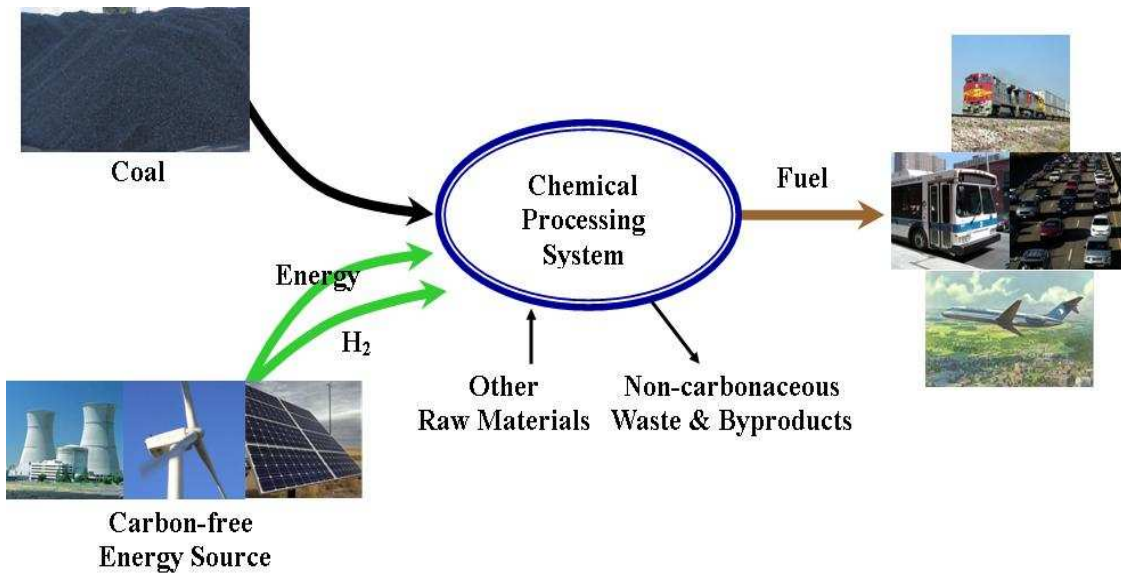 Coal
Chemical
Processing
System
Fuel
Energy
H₂
Other
Raw Materials
Non-carbonaceous
Waste & Byproducts
Carbon-free
Energy Source